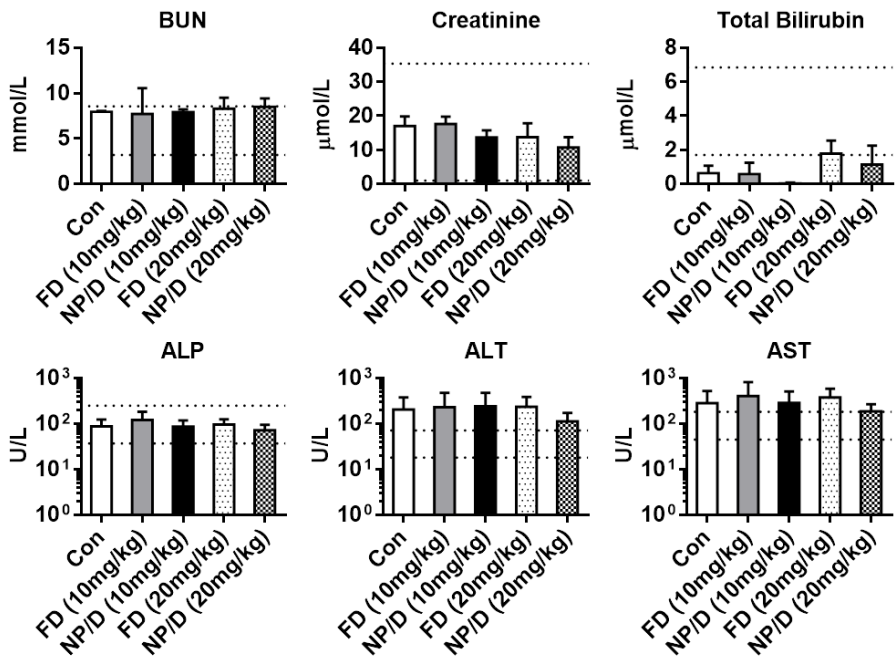 BUN
mmol/L
15
10
5
0
Con
FD (10mg/kg)
NP/D (10mg/kg)
FD (20mg/kg)
NP/D (20mg/kg)
Creatinine
μmol/L
40
30
20
10
0
Con
FD (10mg/kg)
NP/D (10mg/kg)
FD (20mg/kg)
NP/D (20mg/kg)
Total Bilirubin
μmol/L
8
6
4
2
0
Con
FD (10mg/kg)
NP/D (10mg/kg)
FD (20mg/kg)
NP/D (20mg/kg)
ALP
U/L
10³
10²
10¹
10⁰
Con
FD (10mg/kg)
NP/D (10mg/kg)
FD (20mg/kg)
NP/D (20mg/kg)
ALT
U/L
10³
10²
10¹
10⁰
Con
FD (10mg/kg)
NP/D (10mg/kg)
FD (20mg/kg)
NP/D (20mg/kg)
AST
U/L
10³
10²
10¹
10⁰
Con
FD (10mg/kg)
NP/D (10mg/kg)
FD (20mg/kg)
NP/D (20mg/kg)